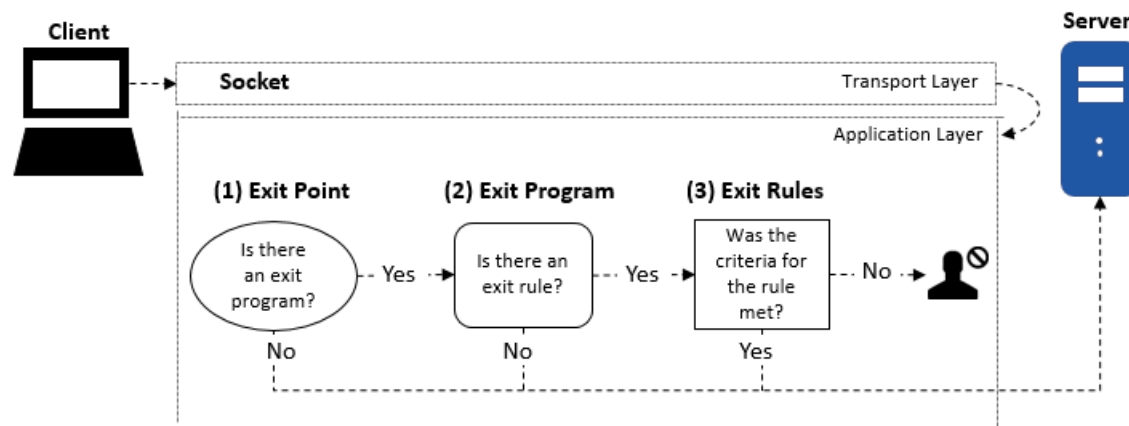 Client
Server
Socket
Transport Layer
Application Layer
(1) Exit Point
(2) Exit Program
(3) Exit Rules
Is there
an exit
program?
Yes
Is there an
exit rule?
Yes
Was the
criteria for
the rule
met?
No
No
No
Yes